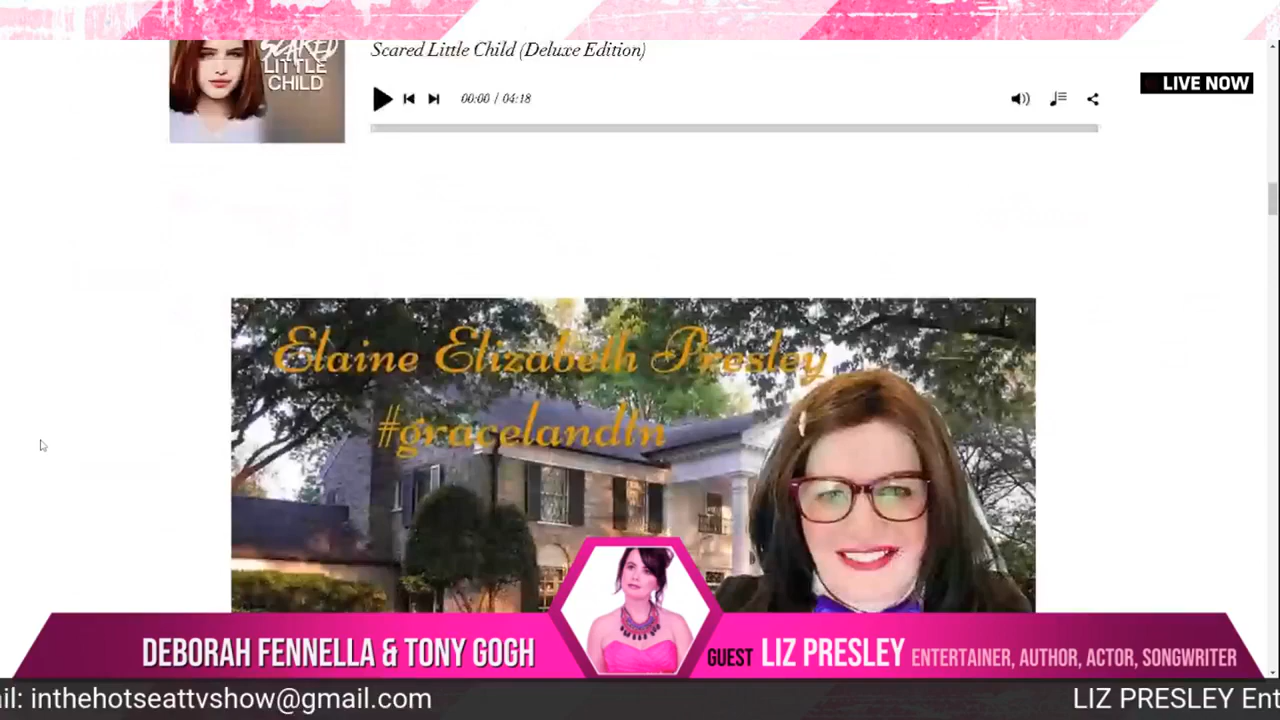 SCARED
LITTLE
CHILD
Scared Little Child (Deluxe Edition)
00:00 / 04:18
LIVE NOW
Elaine Elizabeth Presley
#gracelandtn
DEBORAH FENNELLA & TONY GOGH
GUEST LIZ PRESLEY ENTERTAINER, AUTHOR, ACTOR, SONGWRITER
il: inthehotseattvshow@gmail.com
LIZ PRESLEY Ent